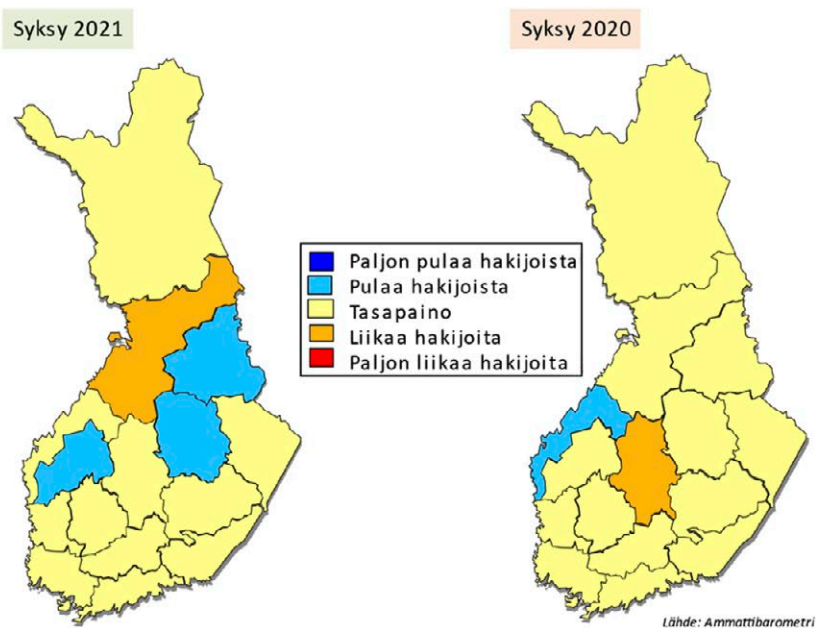 Syksy 2021
Syksy 2020
Paljon pulaa hakijoista
Pulaa hakijoista
Tasapaino
Liikaa hakijoita
Paljon liikaa hakijoita
Lähde: Ammattibarometri